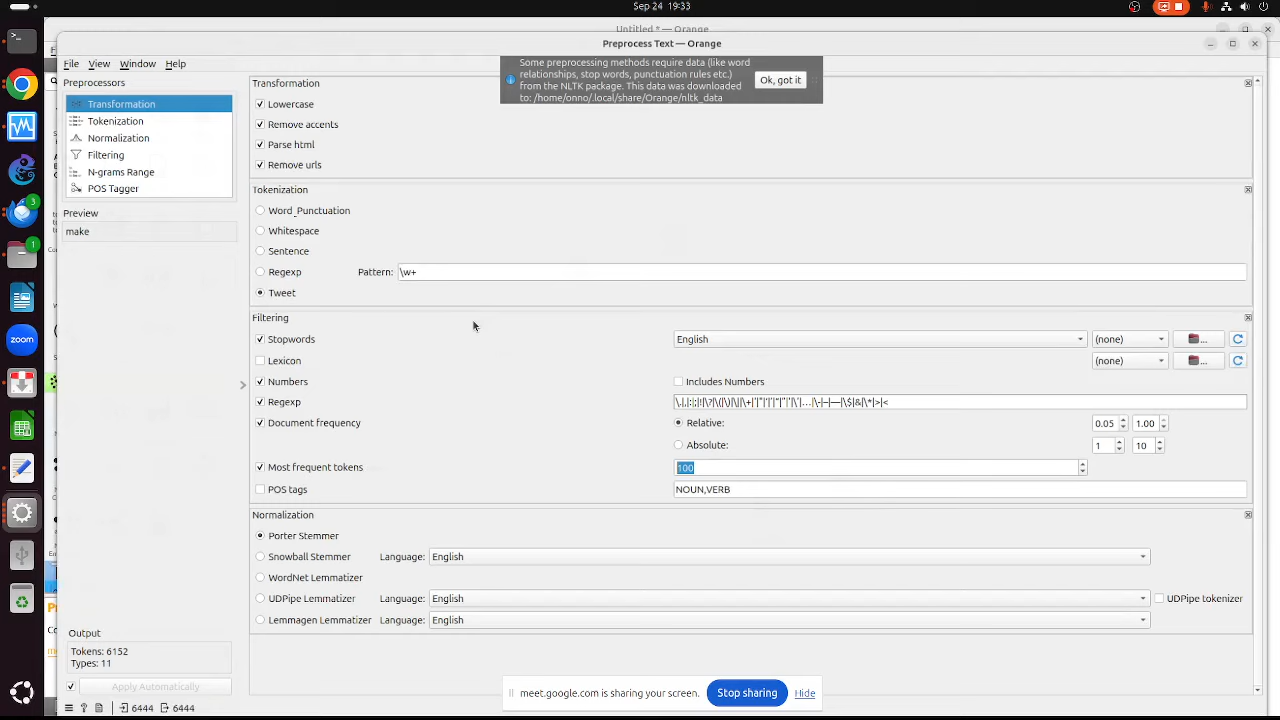 Sep 24 19:33
Untitled * — Orange
Preprocess Text — Orange
File View Window Help
Some preprocessing methods require data (like word
relationships, stop words, punctuation rules etc.)
from the NLTK package. This data was downloaded
to: /home/onno/.local/share/Orange/nltk_data
Ok, got it
Preprocessors
Transformation
Tokenization
Normalization
Filtering
N-grams Range
POS Tagger
Preview
make
Transformation
Lowercase
Remove accents
Parse html
Remove urls
Tokenization
Word_Punctuation
Whitespace
Sentence
Regexp Pattern: \w+
Tweet
Filtering
Stopwords English (none) ...
Lexicon (none) ...
Numbers Includes Numbers
Regexp
Document frequency Relative: 0.05 1.00
Absolute: 1 10
Most frequent tokens 100
POS tags NOUN,VERB
Normalization
Porter Stemmer
Snowball Stemmer Language: English
WordNet Lemmatizer
UDPipe Lemmatizer Language: English UDPipe tokenizer
Lemmagen Lemmatizer Language: English
Output
Tokens: 6152
Types: 11
Apply Automatically
6444 6444
meet.google.com is sharing your screen. Stop sharing Hide
zoom
3
1